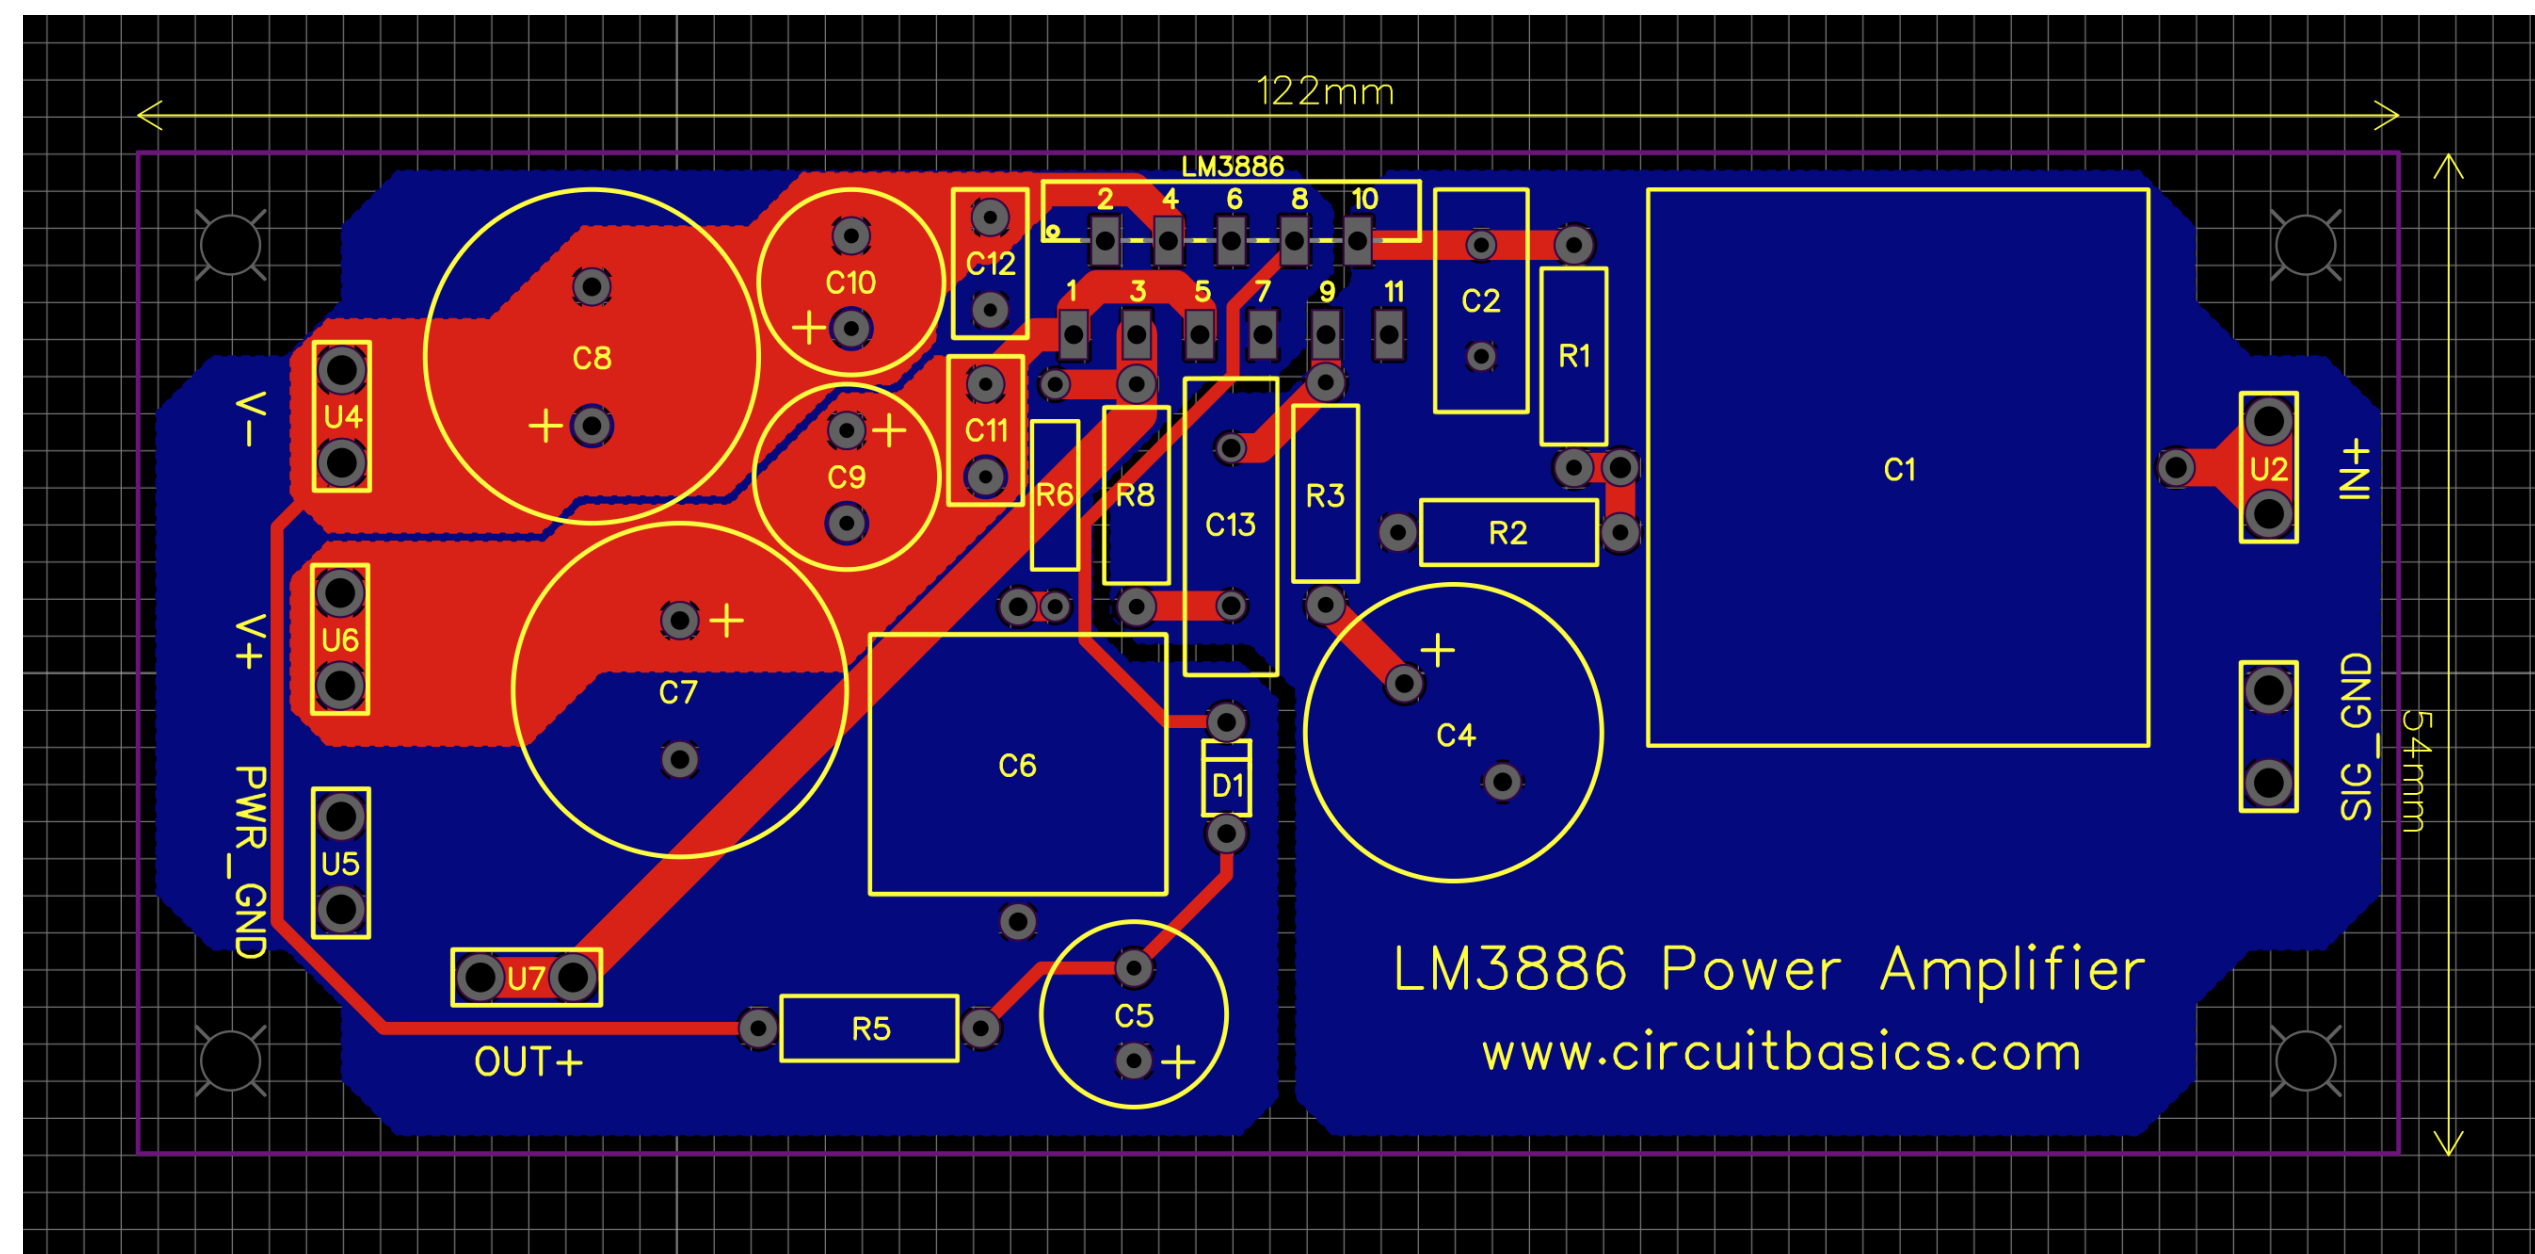 122mm
LM3886
2 4 6 8 10
C12
C10
1 3 5 7 9 11
C2
C8
R1
V-
U4
C11
C9
R6
R8
R3
C1
U2
IN+
C13
R2
V+
U6
C7
C4
SIG_GND
54mm
C6
D1
PWR_GND
U5
LM3886 Power Amplifier
U7
C5
R5
www.circuitbasics.com
OUT+